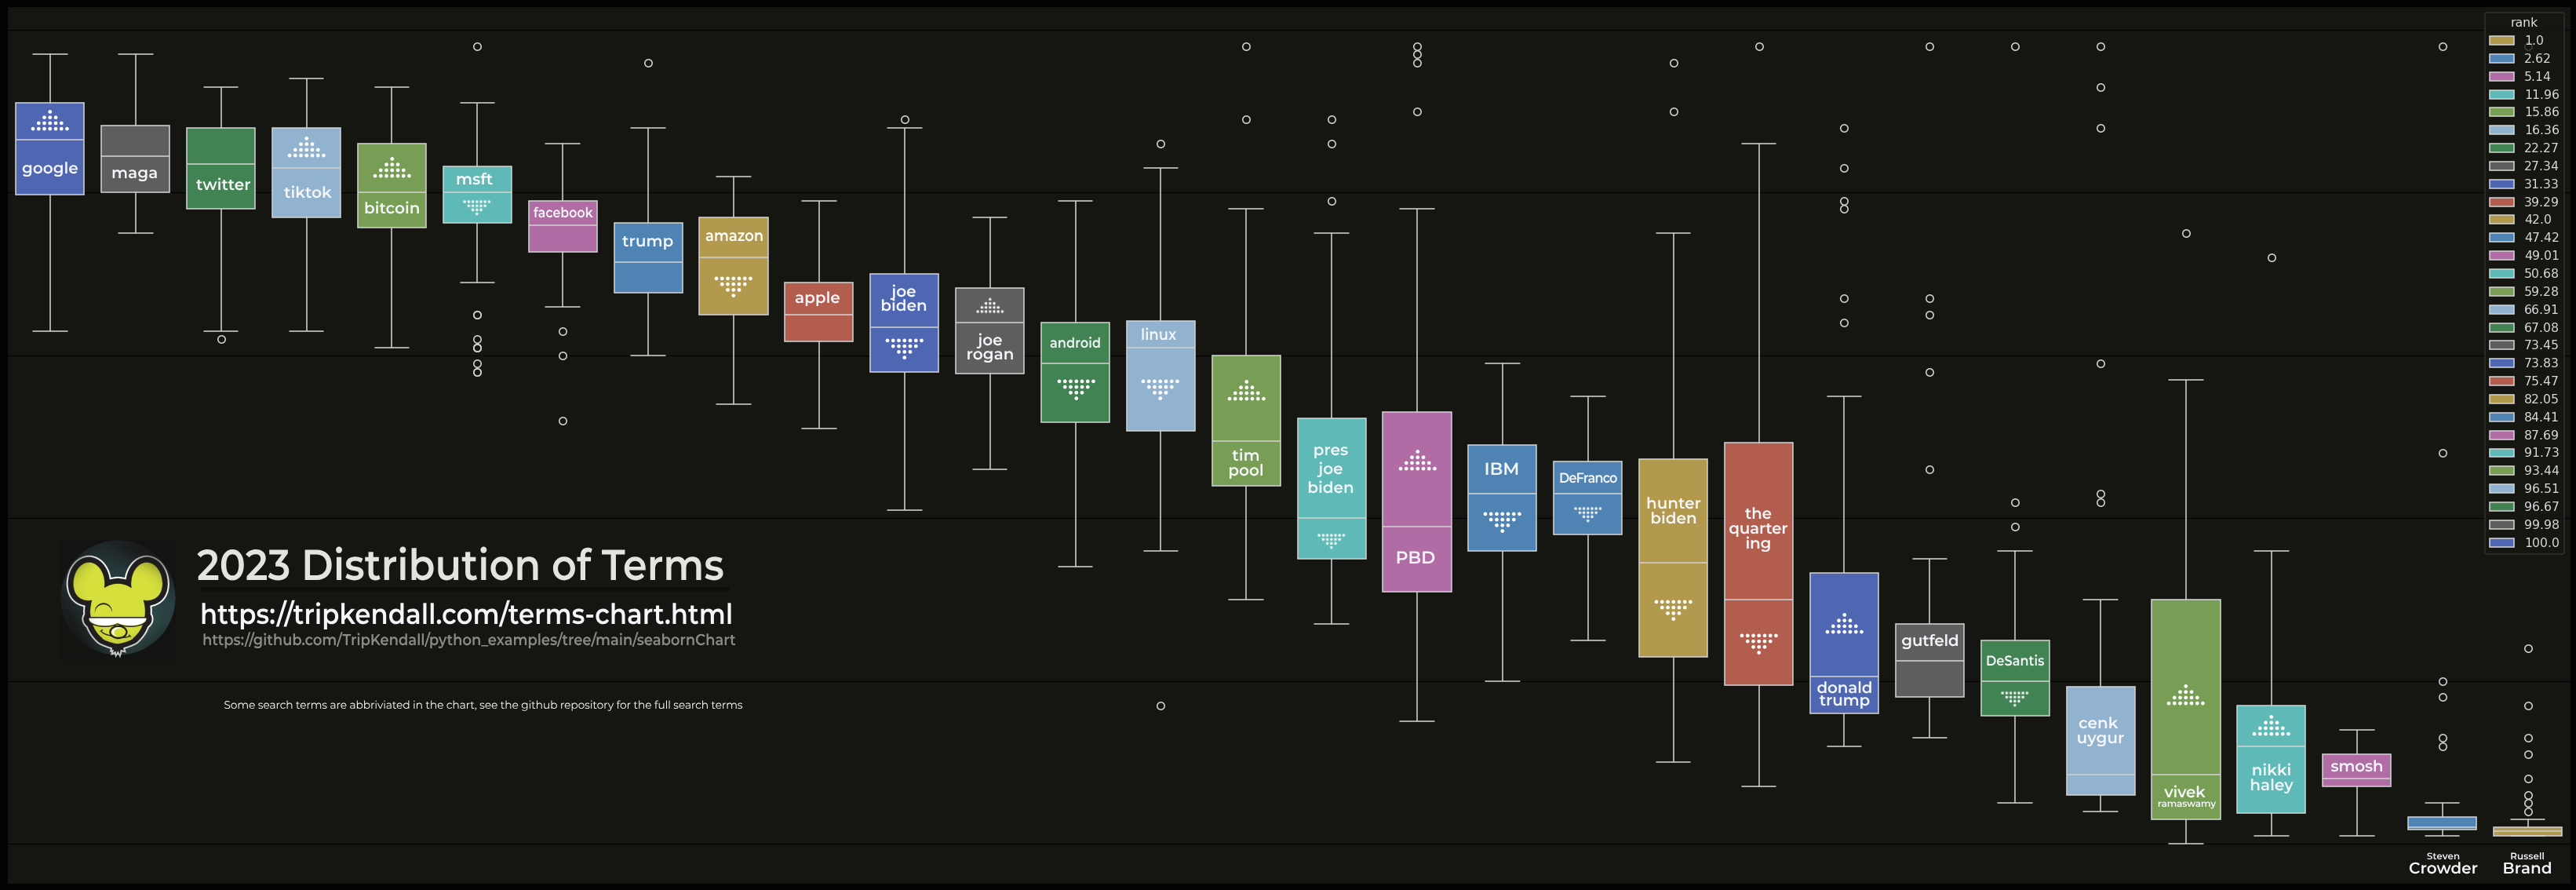 google
maga
twitter
tiktok
bitcoin
msft
facebook
trump
amazon
apple
joe
biden
joe
rogan
android
linux
tim
pool
pres
joe
biden
PBD
IBM
DeFranco
hunter
biden
the
quarter
ing
donald
trump
gutfeld
DeSantis
cenk
uygur
vivek
ramaswamy
nikki
haley
smosh
Steven
Crowder
Russell
Brand
rank
1.0
2.62
5.14
11.96
15.86
16.36
22.27
27.34
31.33
39.29
42.0
47.42
49.01
50.68
59.28
66.91
67.08
73.45
73.83
75.47
82.05
84.41
87.69
91.73
93.44
96.51
96.67
99.98
100.0
2023 Distribution of Terms
https://tripkendall.com/terms-chart.html
https://github.com/TripKendall/python_examples/tree/main/seabornChart
Some search terms are abbriviated in the chart, see the github repository for the full search terms